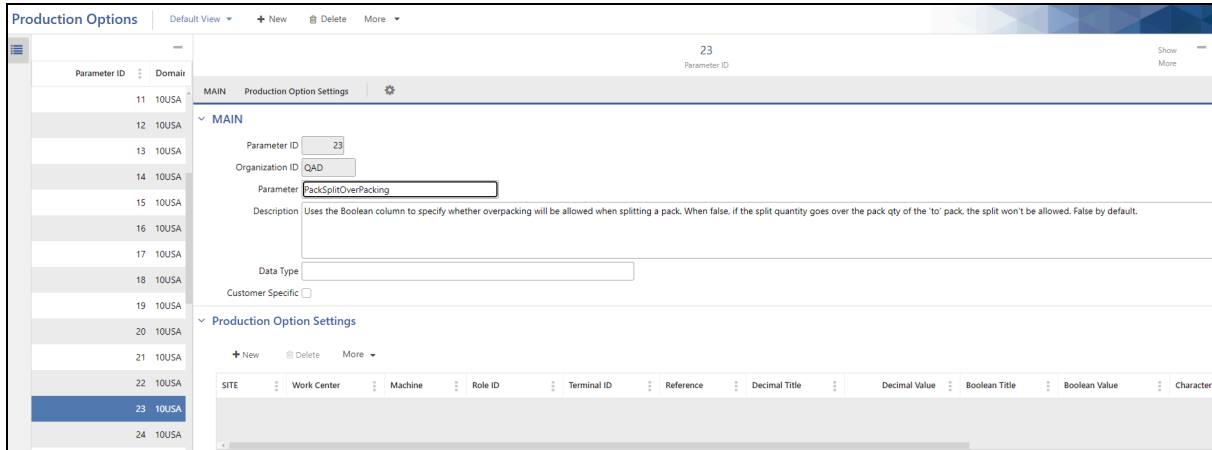 Production Options
Default View
New
Delete
More
Parameter ID
Domain
11 10USA
12 10USA
13 10USA
14 10USA
15 10USA
16 10USA
17 10USA
18 10USA
19 10USA
20 10USA
21 10USA
22 10USA
23 10USA
24 10USA
23
Parameter ID
Show
More
MAIN
Production Option Settings
MAIN
Parameter ID 23
Organization ID QAD
Parameter PackSplitOverPacking
Description Uses the Boolean column to specify whether overpacking will be allowed when splitting a pack. When false, if the split quantity goes over the pack qty of the 'to' pack, the split won't be allowed. False by default.
Data Type
Customer Specific
Production Option Settings
New
Delete
More
SITE
Work Center
Machine
Role ID
Terminal ID
Reference
Decimal Title
Decimal Value
Boolean Title
Boolean Value
Character